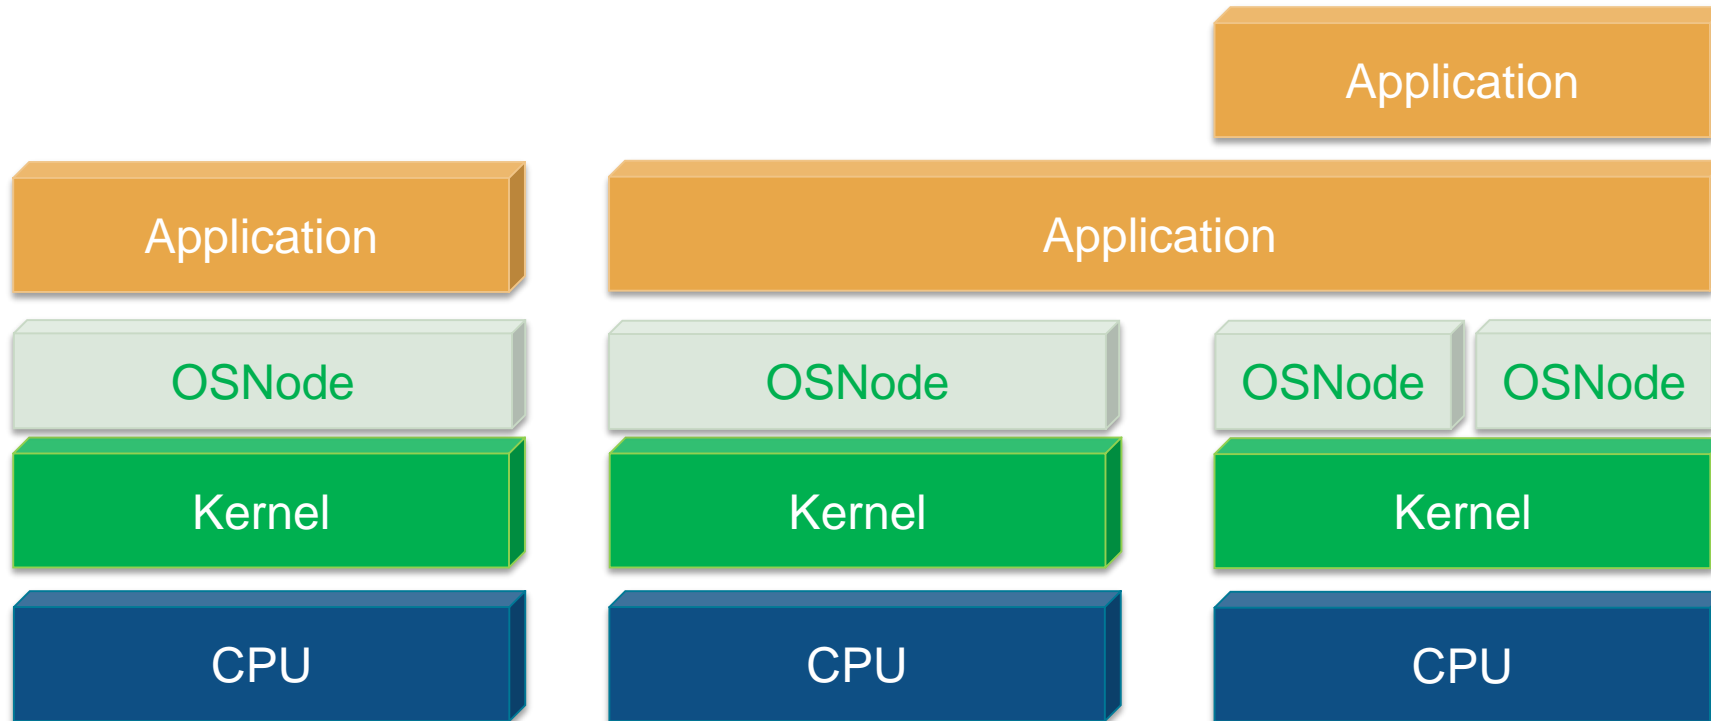 Application
Application
Application
OSNode
OSNode
OSNode
OSNode
Kernel
Kernel
Kernel
CPU
CPU
CPU